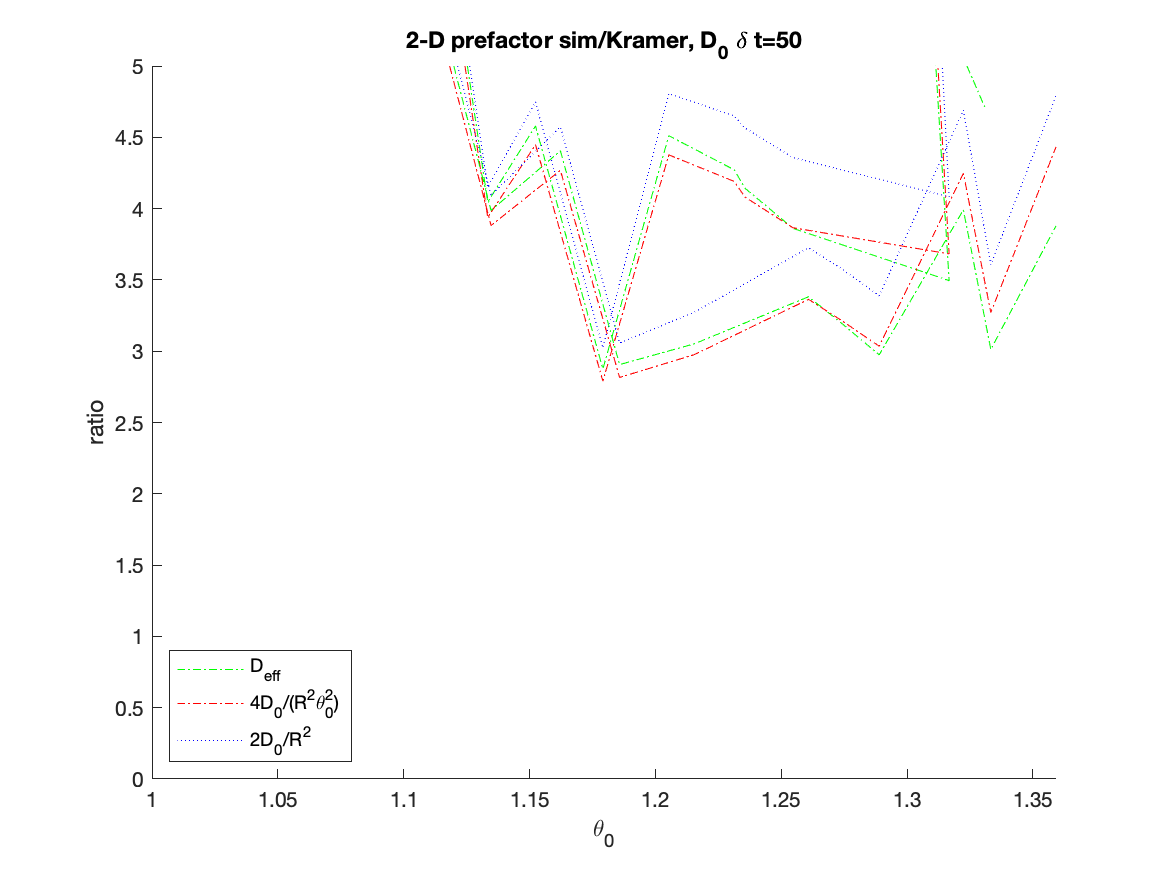 2-D prefactor sim/Kramer, D₀ δ t=50
5
4.5
4
3.5
3
2.5
2
1.5
1
0.5
0
ratio
D_eff
4D₀/(R²θ₀²)
2D₀/R²
1 1.05 1.1 1.15 1.2 1.25 1.3 1.35
θ₀